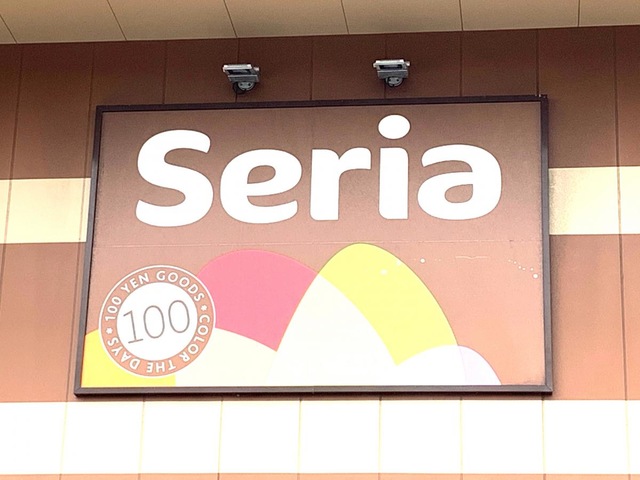 Seria
100 YEN GOODS • COLOR THE DAYS •
100